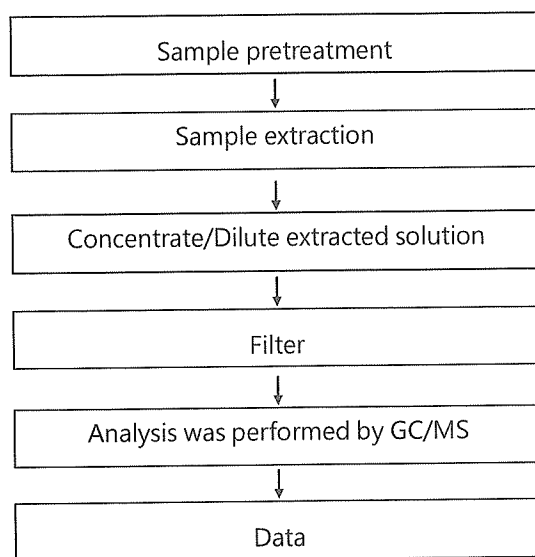 Sample pretreatment
Sample extraction
Concentrate/Dilute extracted solution
Filter
Analysis was performed by GC/MS
Data